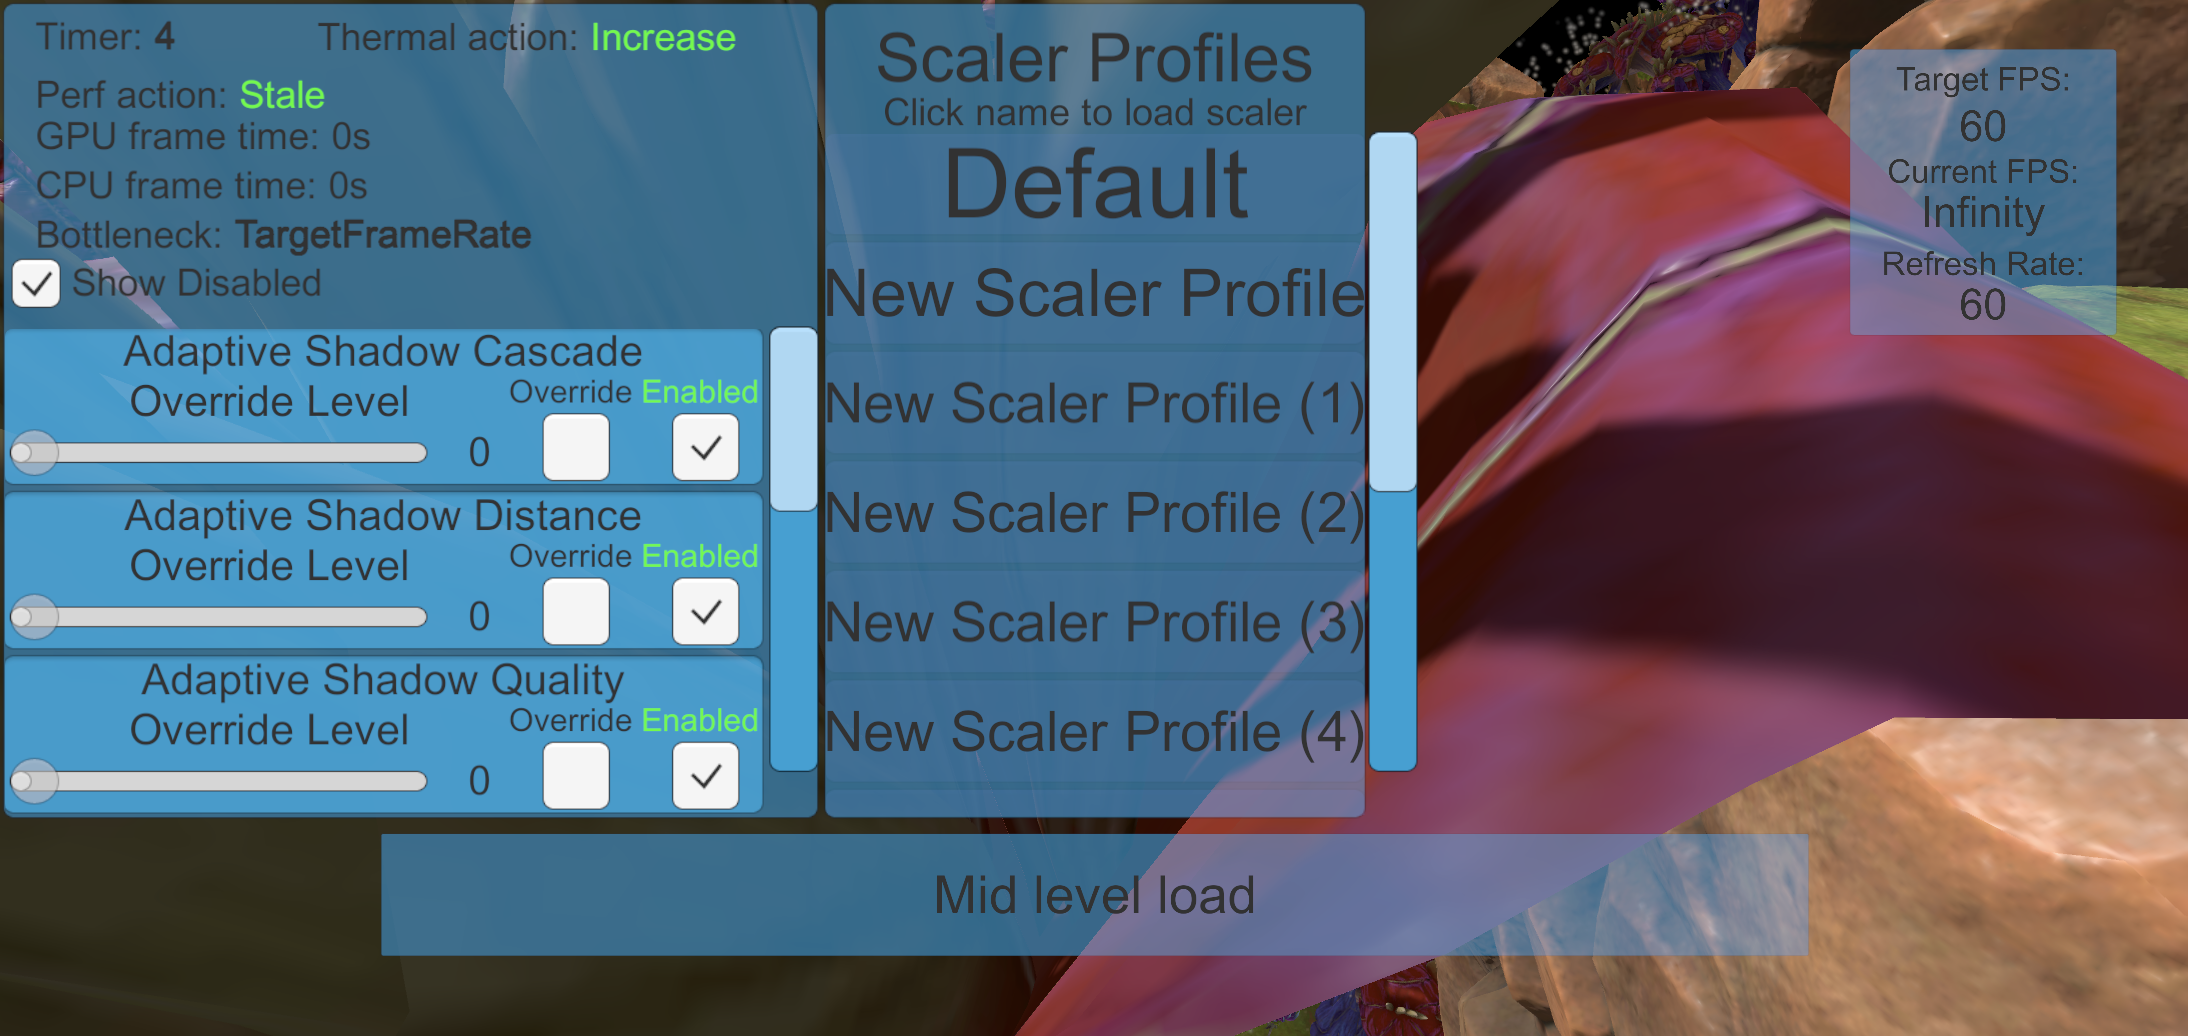 Timer: 4 Thermal action: Increase
Perf action: Stale
GPU frame time: 0s
CPU frame time: 0s
Bottleneck: TargetFrameRate
Show Disabled
Adaptive Shadow Cascade
Override Level Override Enabled
0
Adaptive Shadow Distance
Override Level Override Enabled
0
Adaptive Shadow Quality
Override Level Override Enabled
0
Scaler Profiles
Click name to load scaler
Default
New Scaler Profile
New Scaler Profile (1)
New Scaler Profile (2)
New Scaler Profile (3)
New Scaler Profile (4)
Target FPS:
60
Current FPS:
Infinity
Refresh Rate:
60
Mid level load